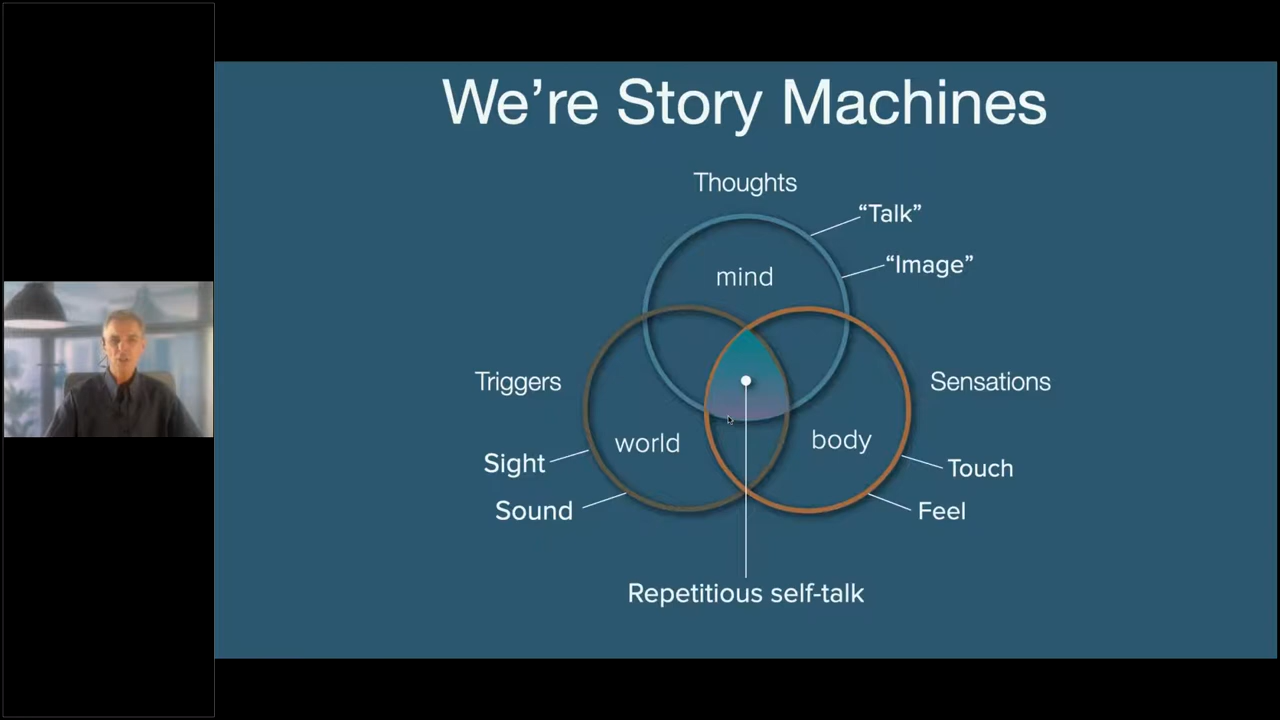 We're Story Machines
Thoughts
“Talk”
“Image”
mind
Triggers
Sensations
world
body
Sight
Touch
Sound
Feel
Repetitious self-talk